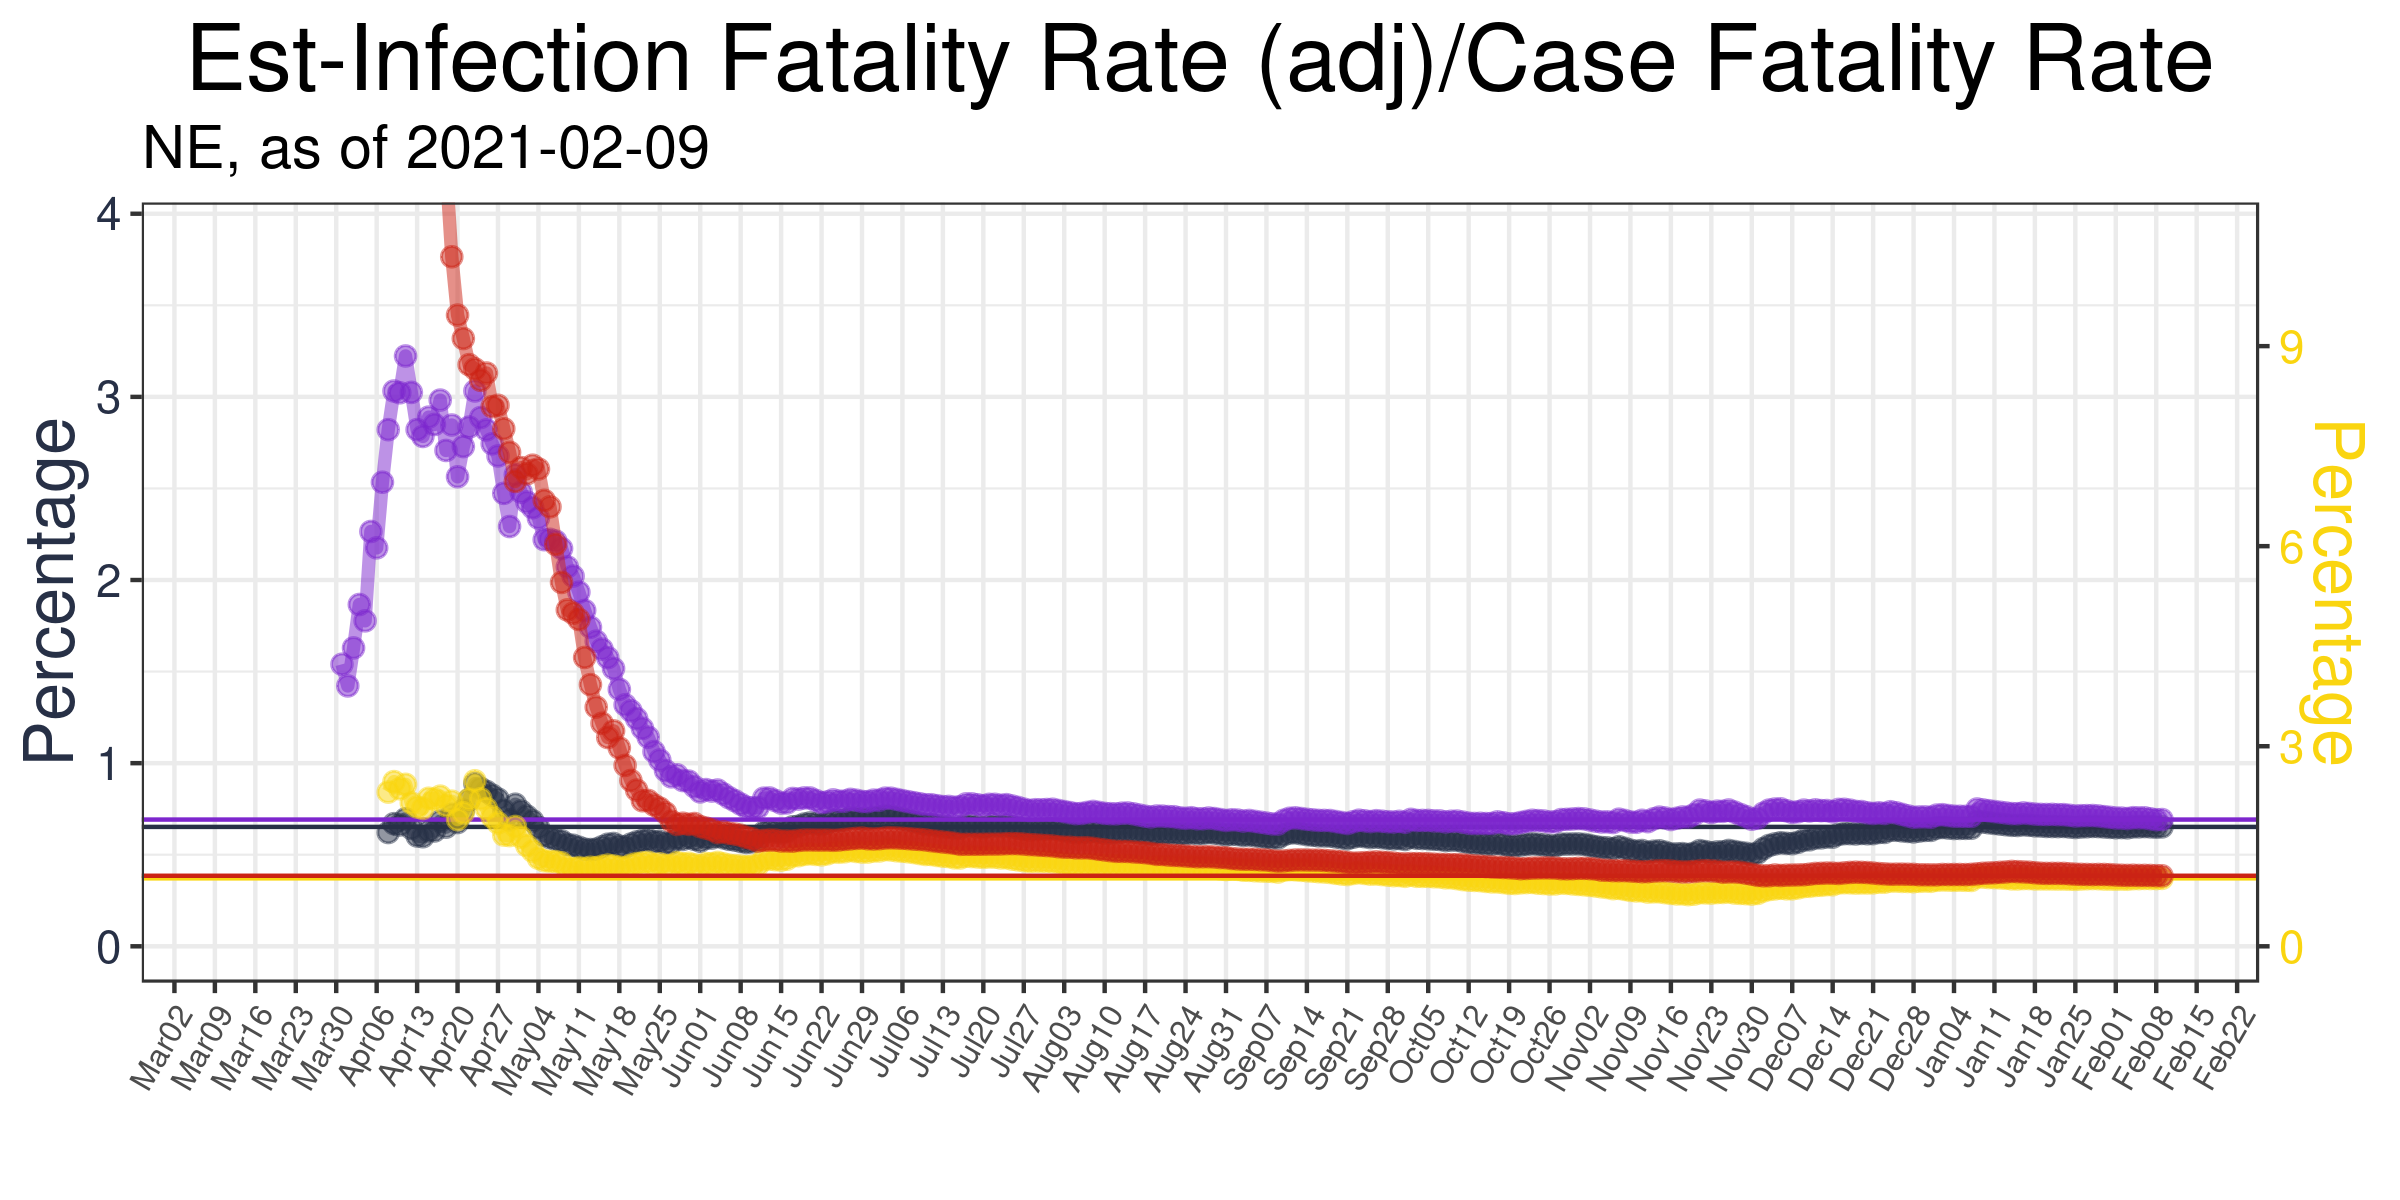 Est-Infection Fatality Rate (adj)/Case Fatality Rate
NE, as of 2021-02-09
Percentage
4
3
2
1
0
9
6
3
0
Percentage
Mar02
Mar09
Mar16
Mar23
Mar30
Apr06
Apr13
Apr20
Apr27
May04
May11
May18
May25
Jun01
Jun08
Jun15
Jun22
Jun29
Jul06
Jul13
Jul20
Jul27
Aug03
Aug10
Aug17
Aug24
Aug31
Sep07
Sep14
Sep21
Sep28
Oct05
Oct12
Oct19
Oct26
Nov02
Nov09
Nov16
Nov23
Nov30
Dec07
Dec14
Dec21
Dec28
Jan04
Jan11
Jan18
Jan25
Feb01
Feb08
Feb15
Feb22